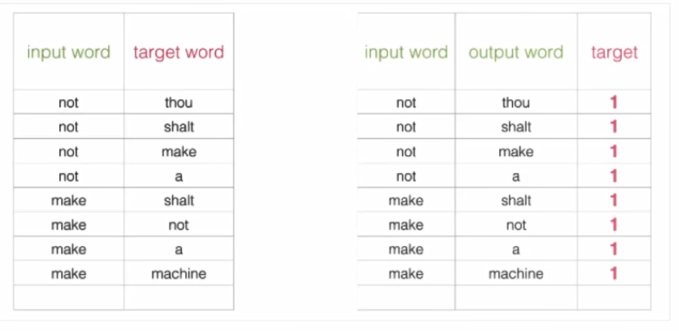 input word target word
not thou
not shalt
not make
not a
make shalt
make not
make a
make machine
input word output word target
not thou 1
not shalt 1
not make 1
not a 1
make shalt 1
make not 1
make a 1
make machine 1